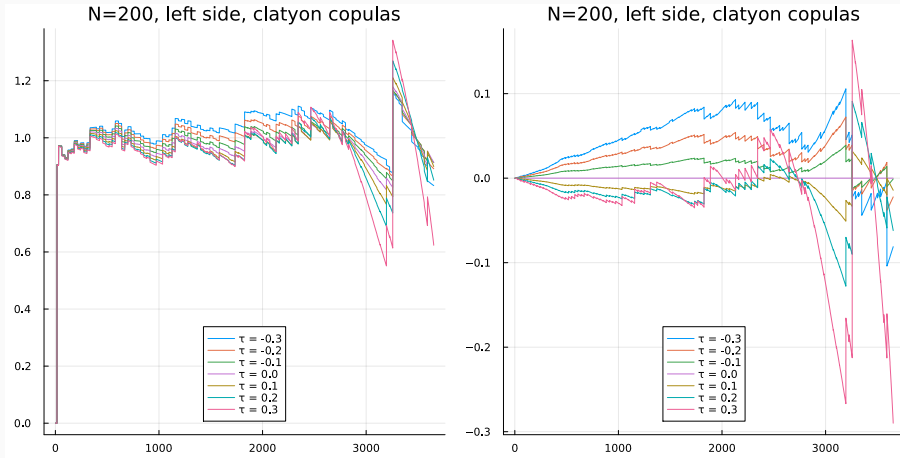 N=200, left side, clatyon copulas
1.2
1.0
0.8
0.6
0.4
0.2
0.0
0
1000
2000
3000
τ = -0.3
τ = -0.2
τ = -0.1
τ = 0.0
τ = 0.1
τ = 0.2
τ = 0.3
N=200, left side, clatyon copulas
0.1
0.0
−0.1
−0.2
−0.3
0
1000
2000
3000
τ = -0.3
τ = -0.2
τ = -0.1
τ = 0.0
τ = 0.1
τ = 0.2
τ = 0.3